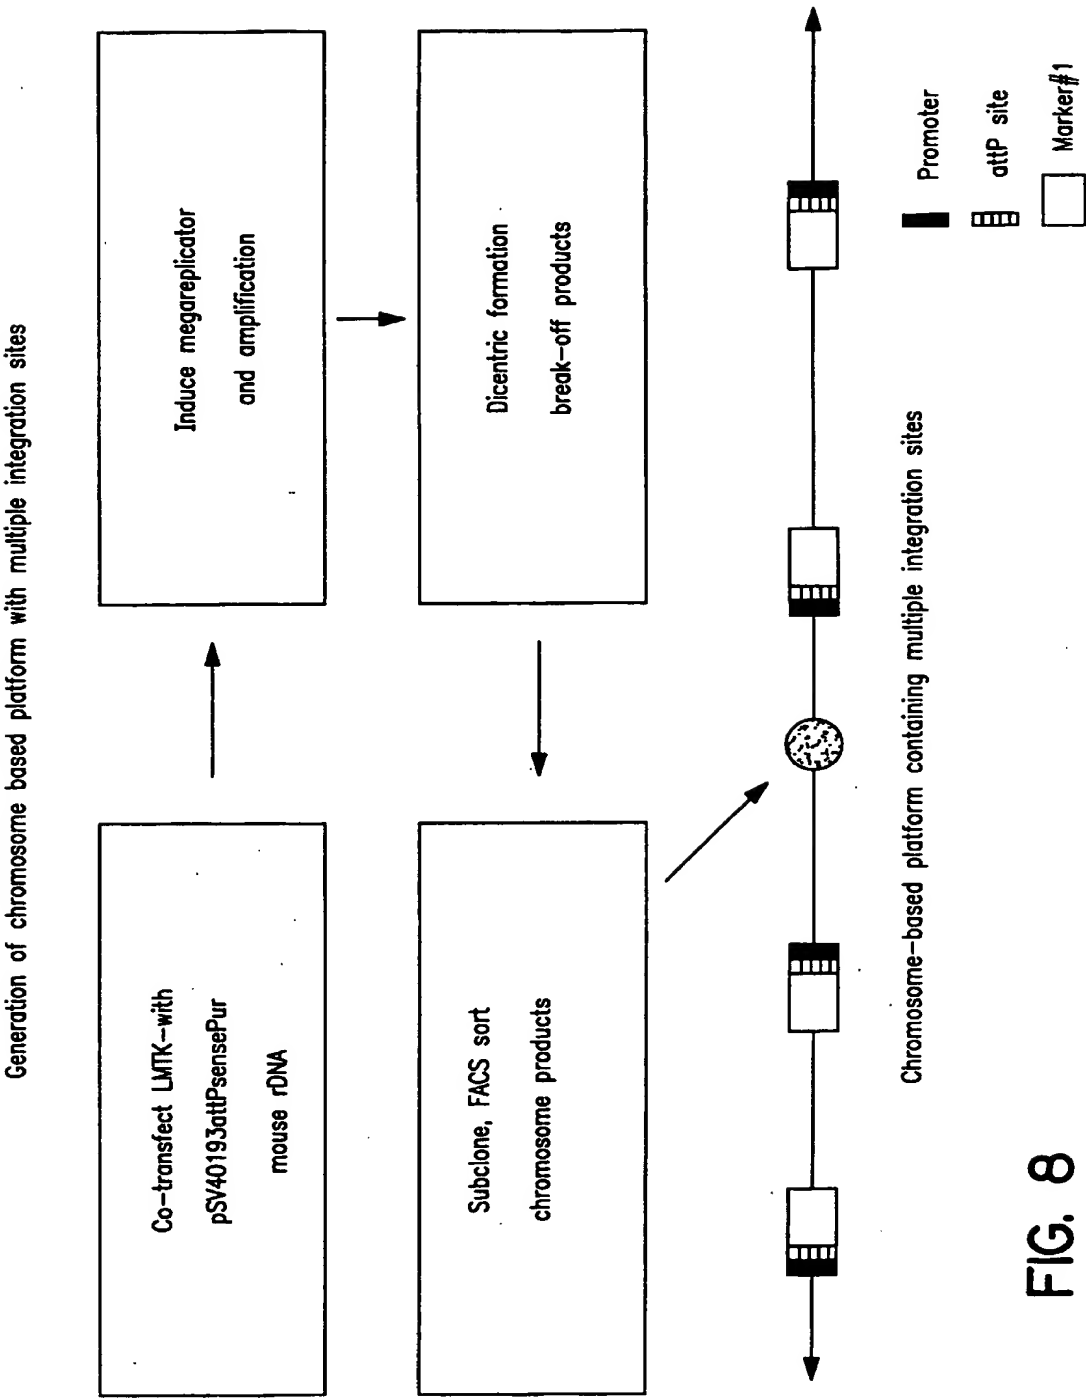 Generation of chromosome based platform with multiple integration sites
Co-transfect LMTK-with
pSV40193attPsensePur
mouse rDNA
Induce megareplicator
and amplification
Dicentric formation
break-off products
Subclone, FACS sort
chromosome products
Chromosome-based platform containing multiple integration sites
Promoter
attP site
Marker#1
FIG. 8